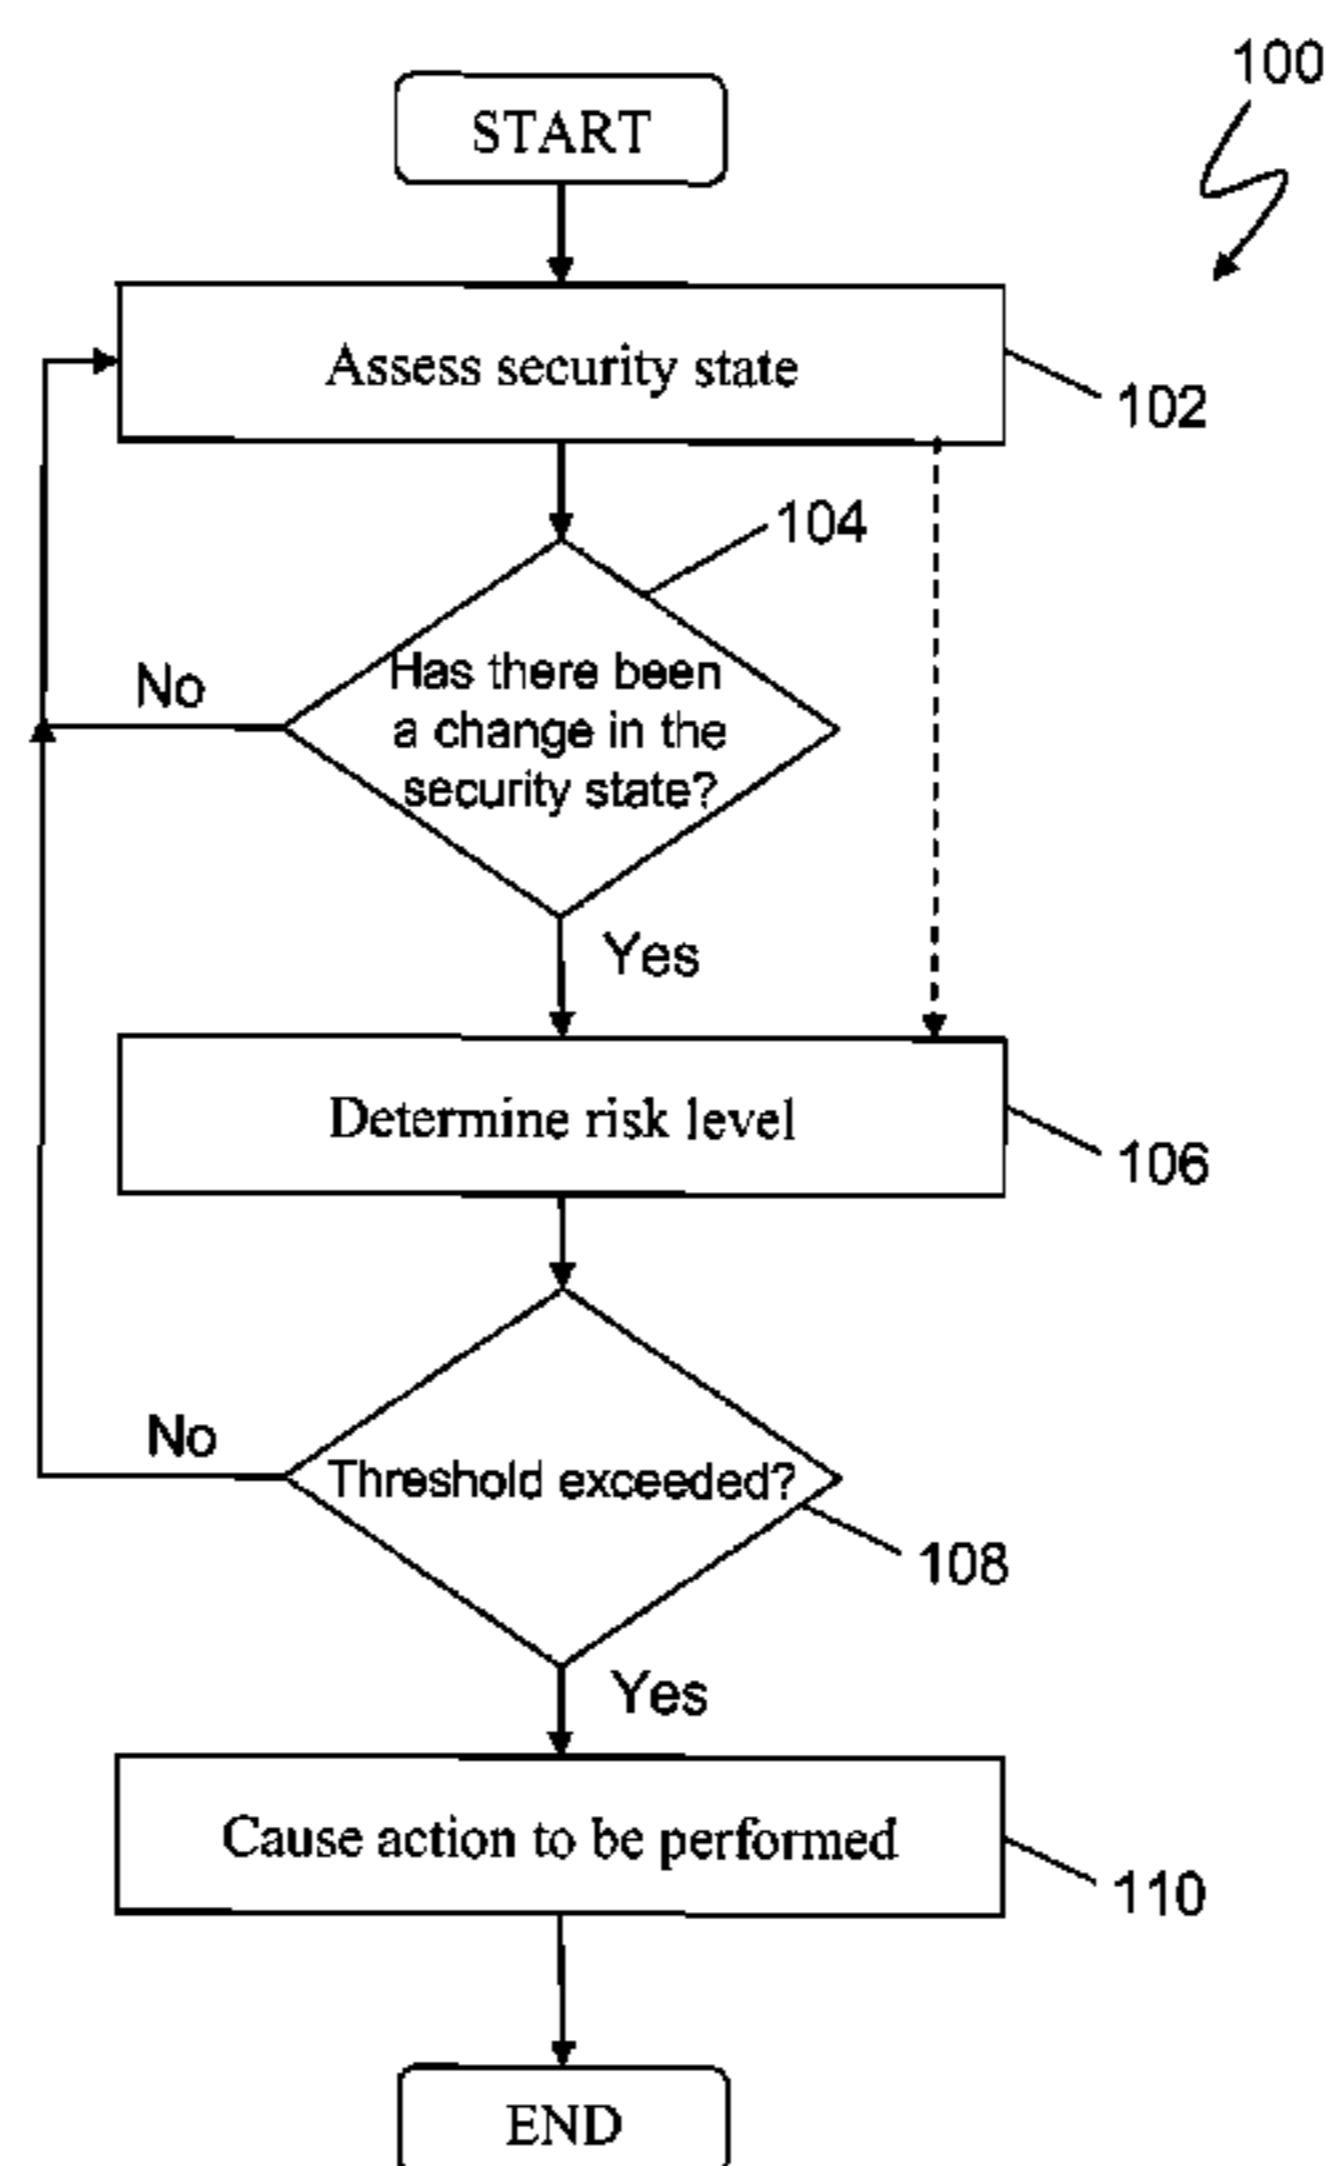 100
START
Assess security state
102
104
Has there been
a change in the
security state?
No
Yes
Determine risk level
106
No
Threshold exceeded?
108
Yes
Cause action to be performed
110
END